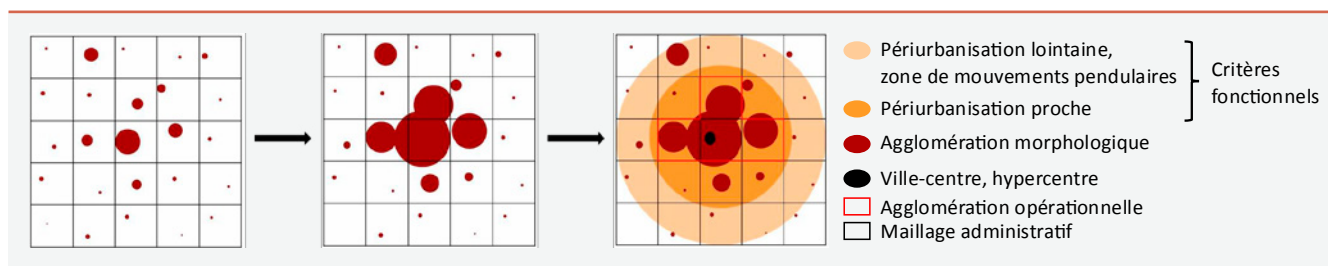 Périurbanisation lointaine,
zone de mouvements pendulaires
Périurbanisation proche
Critères
fonctionnels
Agglomération morphologique
Ville-centre, hypercentre
Agglomération opérationnelle
Maillage administratif